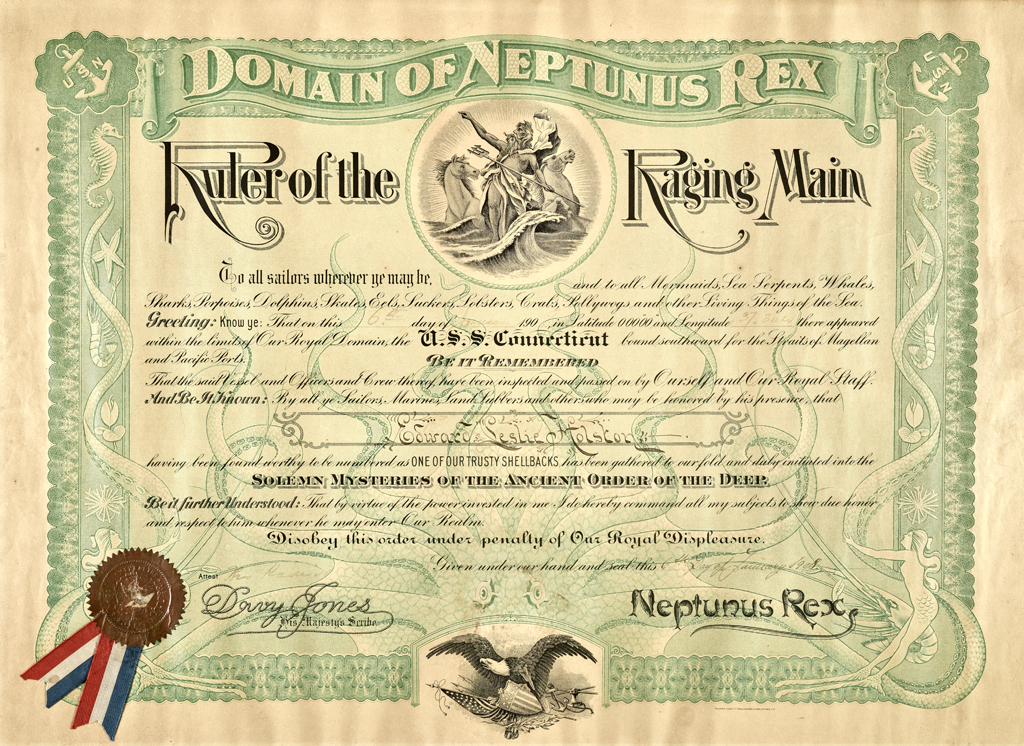 USN
USN
DOMAIN OF NEPTUNUS REX
Ruler of the Raging Main
To all sailors wherever ye may be, and to all Mermaids, Sea Serpents, Whales,
Sharks, Porpoises, Dolphins, Skates, Eels, Suckers, Lobsters, Crabs, Pollywogs and other Living Things of the Sea.
Greeting: Know ye: That on this 6th day of 190 , in Latitude 00000 and Longitude there appeared
within the limits of Our Royal Domain, the U.S.S. Connecticut bound southward for the Straits of Magellan
and Pacific Ports.
BE IT REMEMBERED
That the said Vessel and Officers and Crew thereof, have been inspected and passed on by Ourself and Our Royal Staff.
And Be It Known: By all ye Sailors, Marines, Land Lubbers and others who may be honored by his presence, that
Edward Leslie Holston
having been found worthy to be numbered as ONE OF OUR TRUSTY SHELLBACKS has been gathered to our fold and duly initiated into the
SOLEMN MYSTERIES OF THE ANCIENT ORDER OF THE DEEP.
Be it further Understood: That by virtue of the power invested in me I do hereby command all my subjects to show due honor
and respect to him whenever he may enter Our Realm.
Disobey this order under penalty of Our Royal Displeasure.
Given under our hand and seal this 6th day of January 1908
Attest
Davy Jones
His Majesty's Scribe
Neptunus Rex